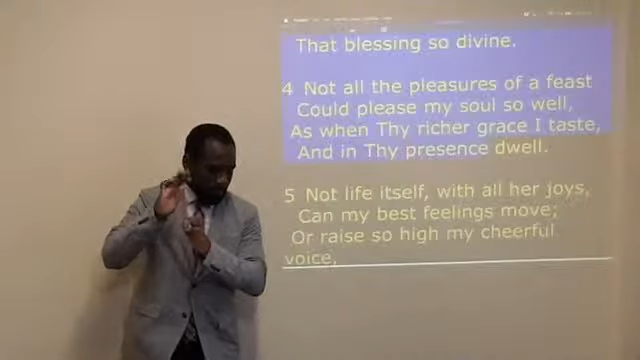 That blessing so divine.
4 Not all the pleasures of a feast
Could please my soul so well,
As when Thy richer grace I taste,
And in Thy presence dwell.
5 Not life itself, with all her joys,
Can my best feelings move;
Or raise so high my cheerful
voice,